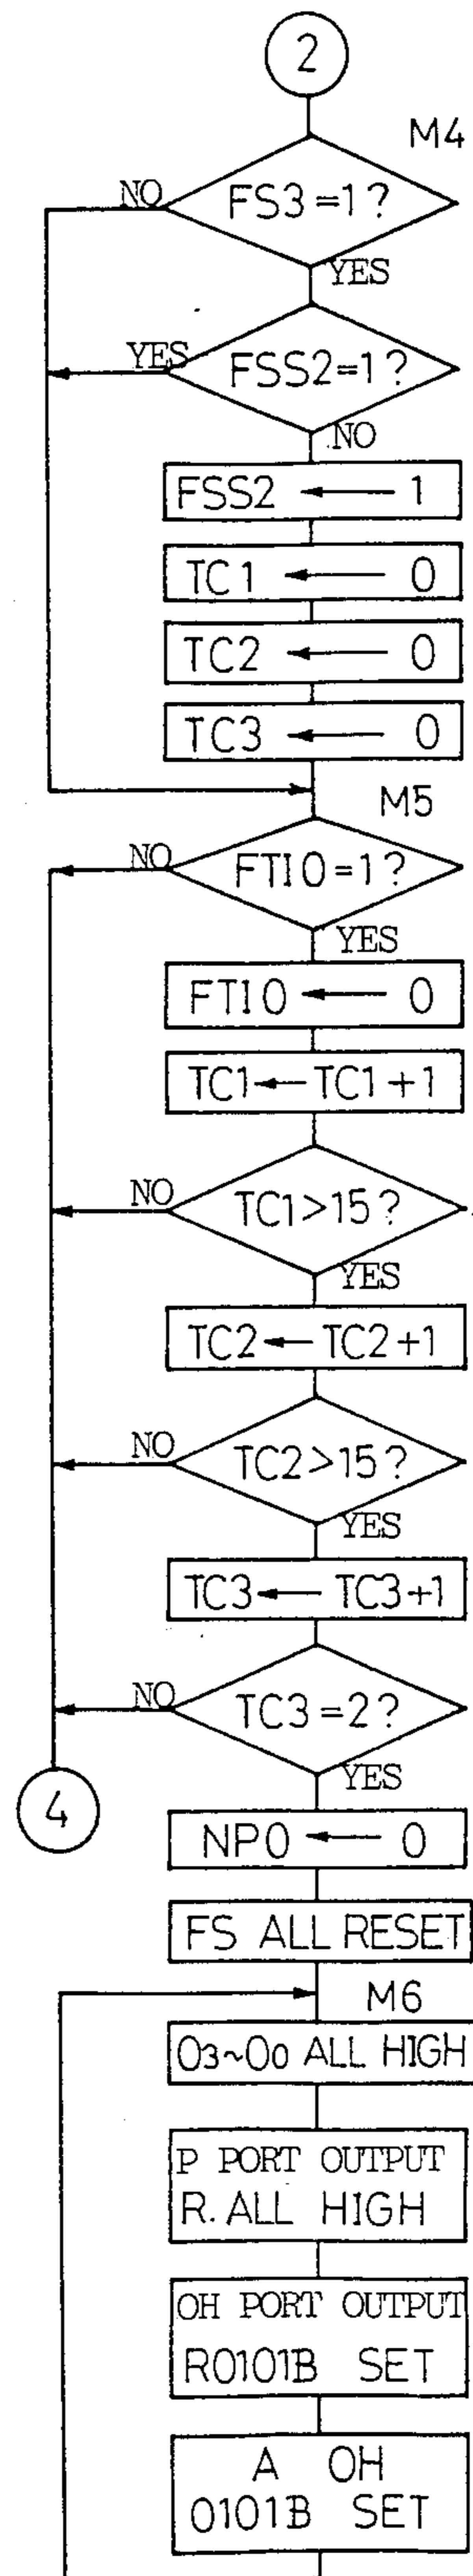 2
M4
NO
FS3=1?
YES
YES
FSS2=1?
NO
FSS2 ← 1
TC1 ← 0
TC2 ← 0
TC3 ← 0
M5
NO
FT10=1?
YES
FT10 ← 0
TC1 ← TC1+1
NO
TC1>15?
YES
TC2 ← TC2+1
NO
TC2>15?
YES
TC3 ← TC3+1
NO
TC3=2?
YES
4
NP0 ← 0
FS ALL RESET
M6
O3~O0 ALL HIGH
P PORT OUTPUT
R. ALL HIGH
OH PORT OUTPUT
R0101B SET
A OH
0101B SET